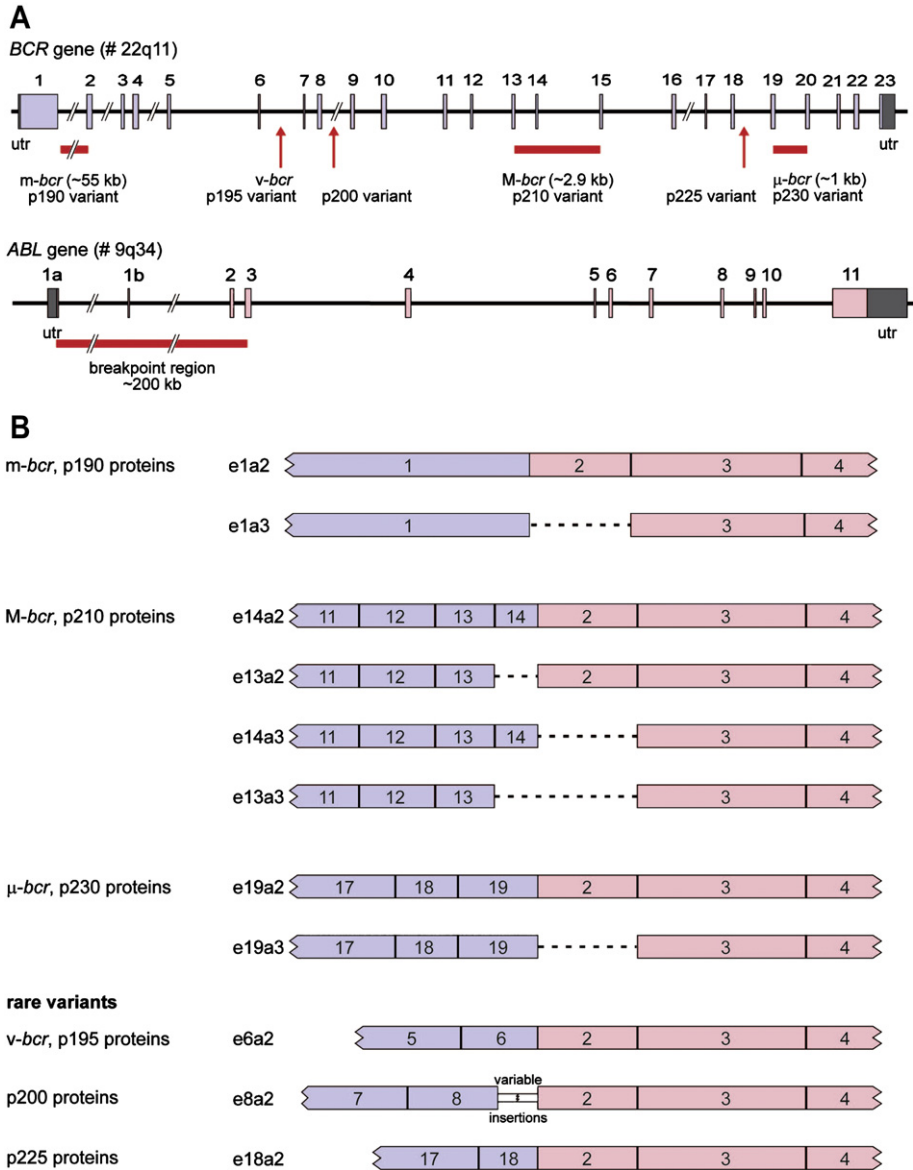 A
BCR gene (# 22q11)
1 2 3 4 5 6 7 8 9 10 11 12 13 14 15 16 17 18 19 20 21 22 23
utr utr
m-bcr (~55 kb) v-bcr M-bcr (~2.9 kb) μ-bcr (~1 kb)
p190 variant p195 variant p200 variant p210 variant p225 variant p230 variant
ABL gene (# 9q34)
1a 1b 2 3 4 5 6 7 8 9 10 11
utr utr
breakpoint region
~200 kb
B
m-bcr, p190 proteins e1a2 1 2 3 4
e1a3 1 3 4
M-bcr, p210 proteins e14a2 11 12 13 14 2 3 4
e13a2 11 12 13 2 3 4
e14a3 11 12 13 14 3 4
e13a3 11 12 13 3 4
μ-bcr, p230 proteins e19a2 17 18 19 2 3 4
e19a3 17 18 19 3 4
rare variants
v-bcr, p195 proteins e6a2 5 6 2 3 4
variable
p200 proteins e8a2 7 8 2 3 4
insertions
p225 proteins e18a2 17 18 2 3 4